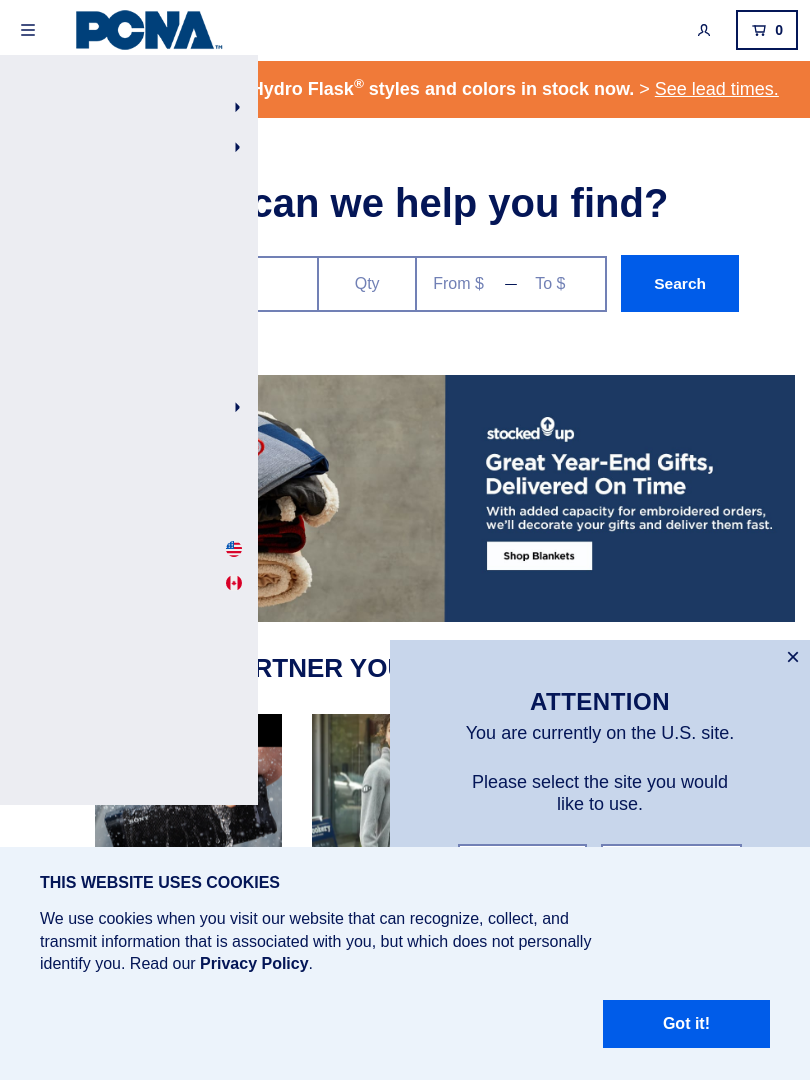 PCNA™
0
Hydro Flask® styles and colors in stock now. > See lead times.
can we help you find?
Qty
From $
To $
Search
stocked up
Great Year-End Gifts,
Delivered On Time
With added capacity for embroidered orders,
we'll decorate your gifts and deliver them fast.
Shop Blankets
RTNER YOU
ATTENTION
You are currently on the U.S. site.
Please select the site you would
like to use.
SONY
THIS WEBSITE USES COOKIES
We use cookies when you visit our website that can recognize, collect, and
transmit information that is associated with you, but which does not personally
identify you. Read our Privacy Policy.
Got it!